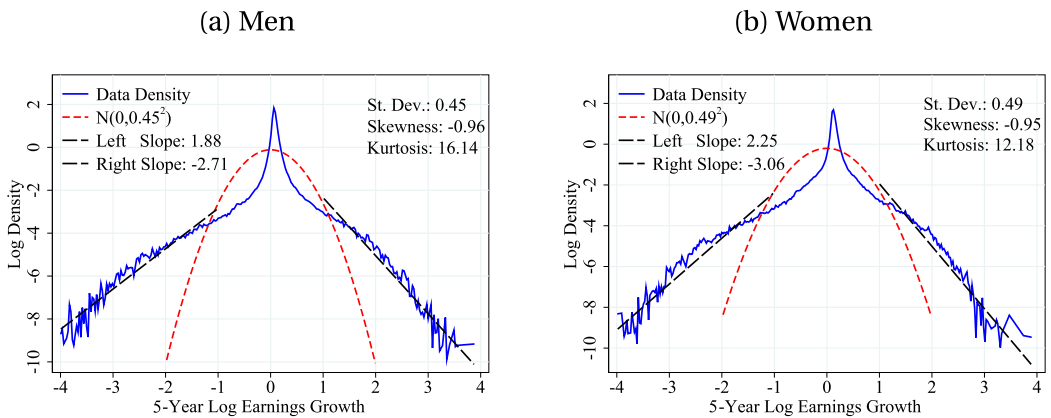 (a) Men
Data Density
N(0,0.45²)
Left Slope: 1.88
Right Slope: -2.71
St. Dev.: 0.45
Skewness: -0.96
Kurtosis: 16.14
Log Density
2
0
-2
-4
-6
-8
-10
-4 -3 -2 -1 0 1 2 3 4
5-Year Log Earnings Growth
(b) Women
Data Density
N(0,0.49²)
Left Slope: 2.25
Right Slope: -3.06
St. Dev.: 0.49
Skewness: -0.95
Kurtosis: 12.18
Log Density
2
0
-2
-4
-6
-8
-10
-4 -3 -2 -1 0 1 2 3 4
5-Year Log Earnings Growth